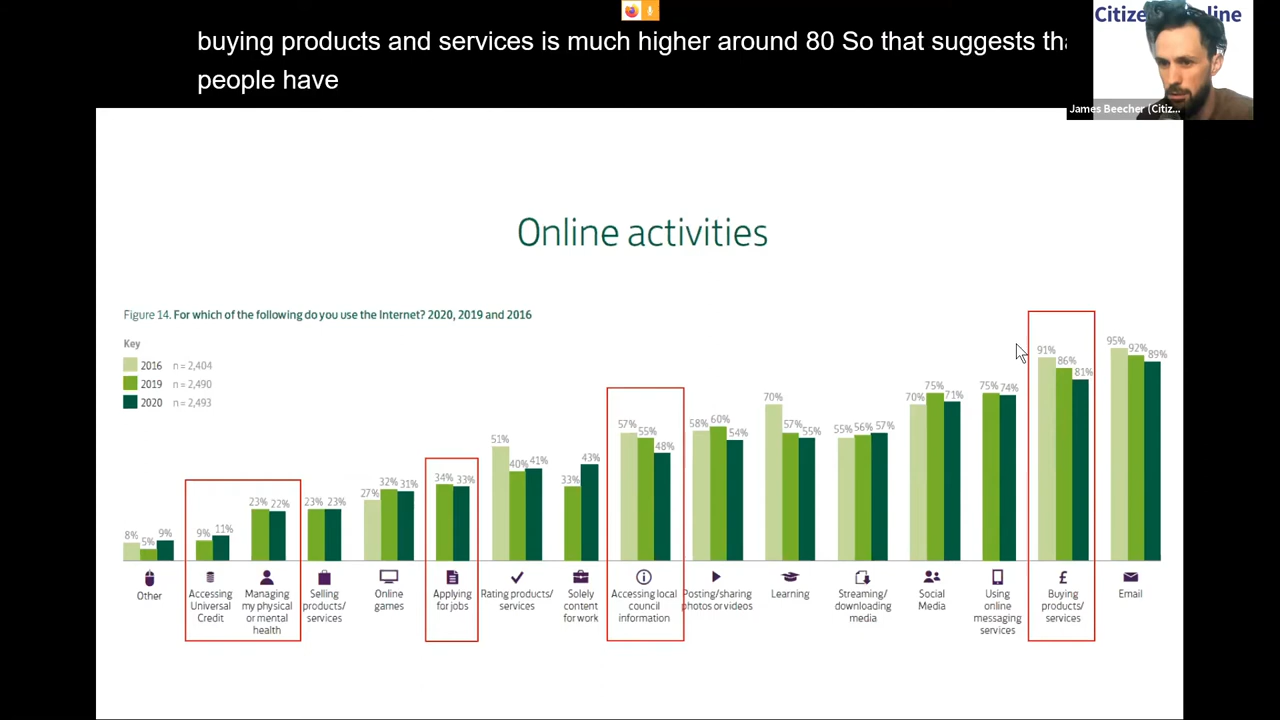 buying products and services is much higher around 80 So that suggests tha
people have
Citize line
James Beecher (Citiz...
Online activities
Figure 14. For which of the following do you use the Internet? 2020, 2019 and 2016
Key
2016 n = 2,404
2019 n = 2,490
2020 n = 2,493
8% 5% 9%
9% 11%
23% 22%
23% 23%
27% 32% 31%
34% 33%
51% 40% 41%
33% 43%
57% 55% 48%
58% 60% 54%
70% 57% 55%
55% 56% 57%
70% 75% 71%
75% 74%
91% 86% 81%
95% 92% 89%
Other
Accessing
Universal
Credit
Managing
my physical
or mental
health
Selling
products/
services
Online
games
Applying
for jobs
Rating products/
services
Solely
content
for work
Accessing local
council
information
Posting/sharing
photos or videos
Learning
Streaming/
downloading
media
Social
Media
Using
online
messaging
services
£
Buying
products/
services
Email